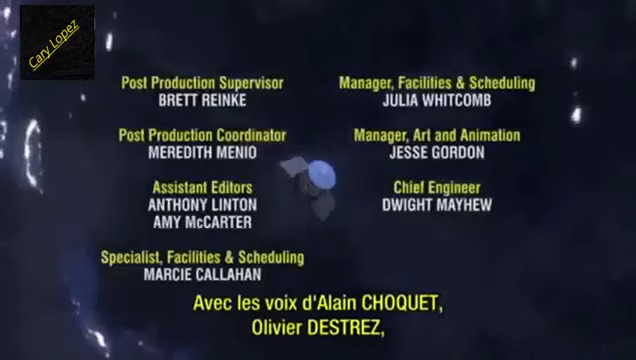 Cary Lopez
Post Production Supervisor
BRETT REINKE
Post Production Coordinator
MEREDITH MENIO
Assistant Editors
ANTHONY LINTON
AMY McCARTER
Specialist, Facilities & Scheduling
MARCIE CALLAHAN
Manager, Facilities & Scheduling
JULIA WHITCOMB
Manager, Art and Animation
JESSE GORDON
Chief Engineer
DWIGHT MAYHEW
Avec les voix d'Alain CHOQUET,
Olivier DESTREZ,